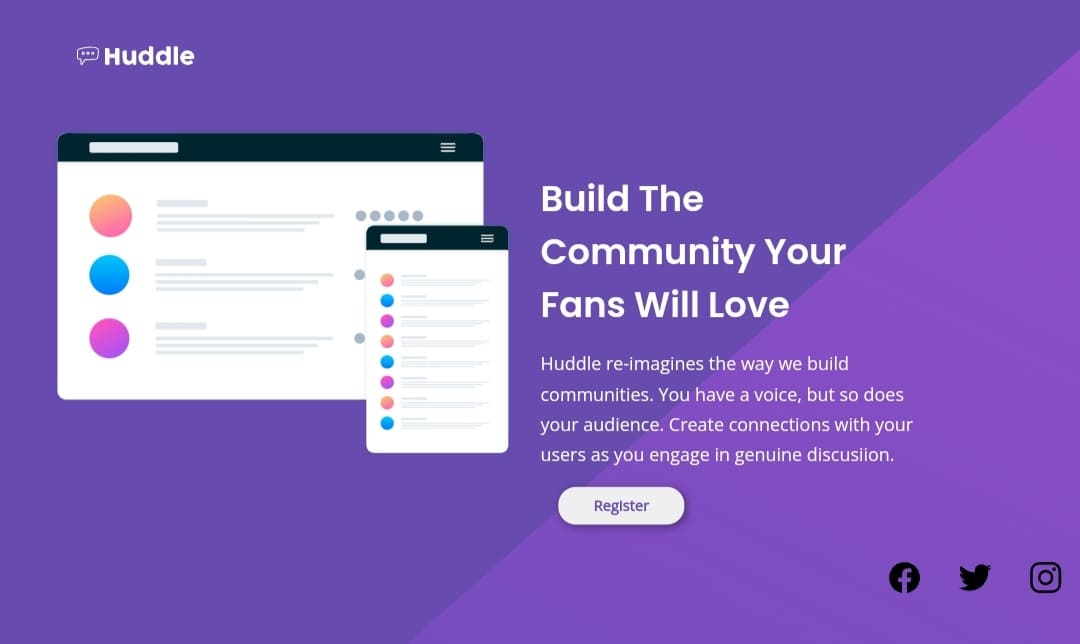 Huddle
Build The
Community Your
Fans Will Love
Huddle re-imagines the way we build
communities. You have a voice, but so does
your audience. Create connections with your
users as you engage in genuine discusiion.
Register